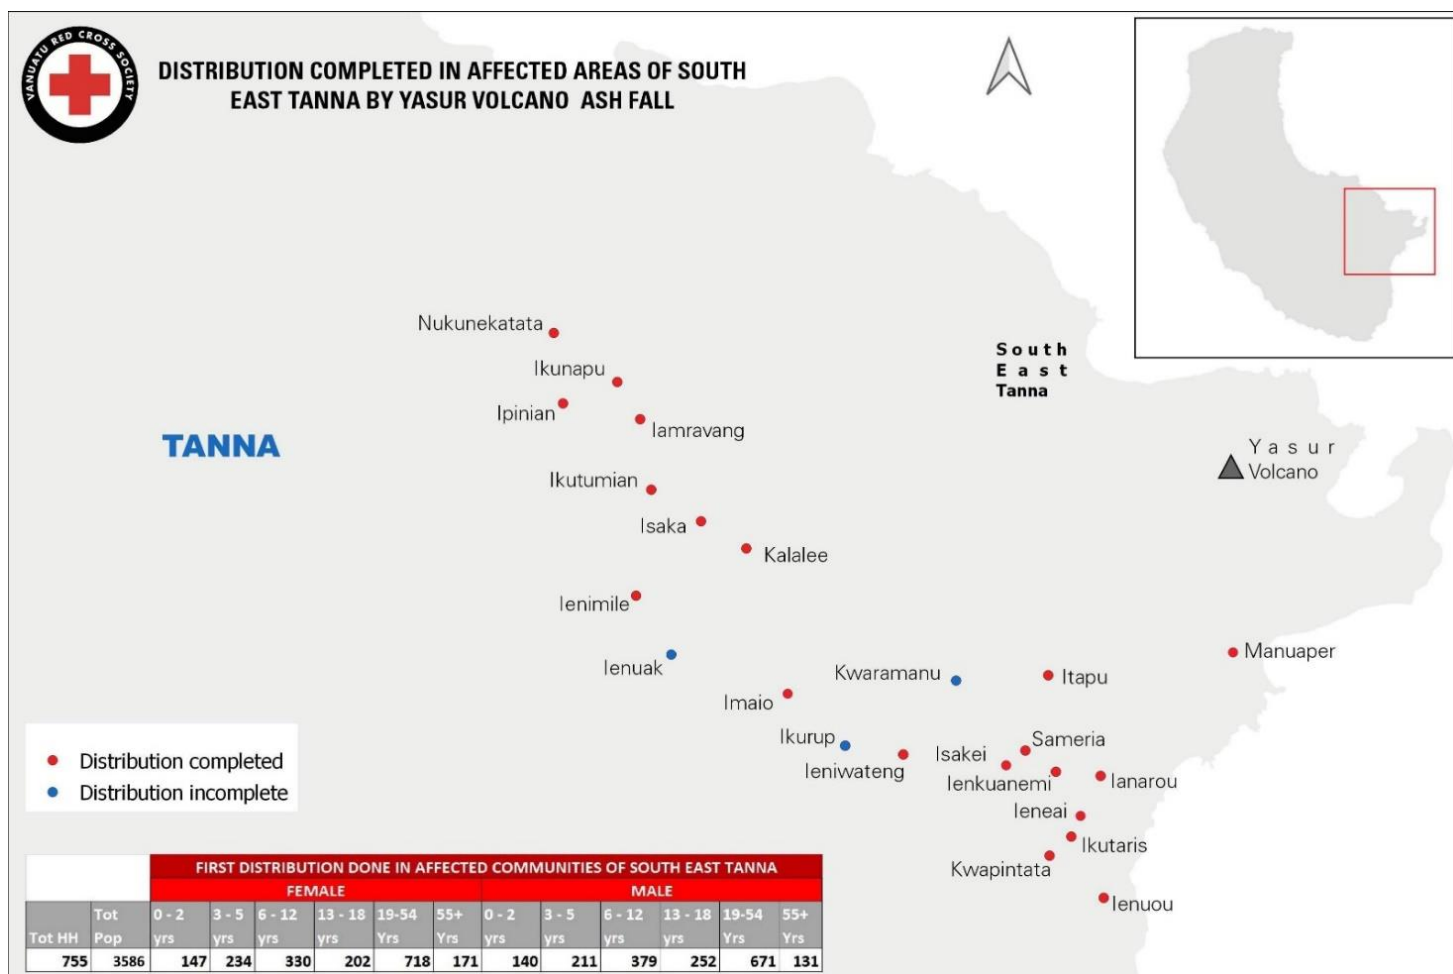 VANUATU RED CROSS SOCIETY
DISTRIBUTION COMPLETED IN AFFECTED AREAS OF SOUTH
EAST TANNA BY YASUR VOLCANO ASH FALL
Nukunekatata
Ikunapu
Ipinian
Iamravang
South
East
Tanna
TANNA
Yasur
Volcano
Ikutumian
Isaka
Kalalee
Ienimile
Ienuak
Kwaramanu
Itapu
Manuaper
Imaio
Ikurup
Ieniwateng
Isakei
Sameria
Ienkuanemi
Ianarou
Ieneai
Ikutaris
Kwapintata
Ienuou
Distribution completed
Distribution incomplete
FIRST DISTRIBUTION DONE IN AFFECTED COMMUNITIES OF SOUTH EAST TANNA
FEMALE MALE
Tot 0 - 2 3 - 5 6 - 12 13 - 18 19-54 55+ 0 - 2 3 - 5 6 - 12 13 - 18 19-54 55+
Tot HH Pop yrs yrs yrs yrs Yrs Yrs yrs yrs yrs yrs Yrs Yrs
755 3586 147 234 330 202 718 171 140 211 379 252 671 131